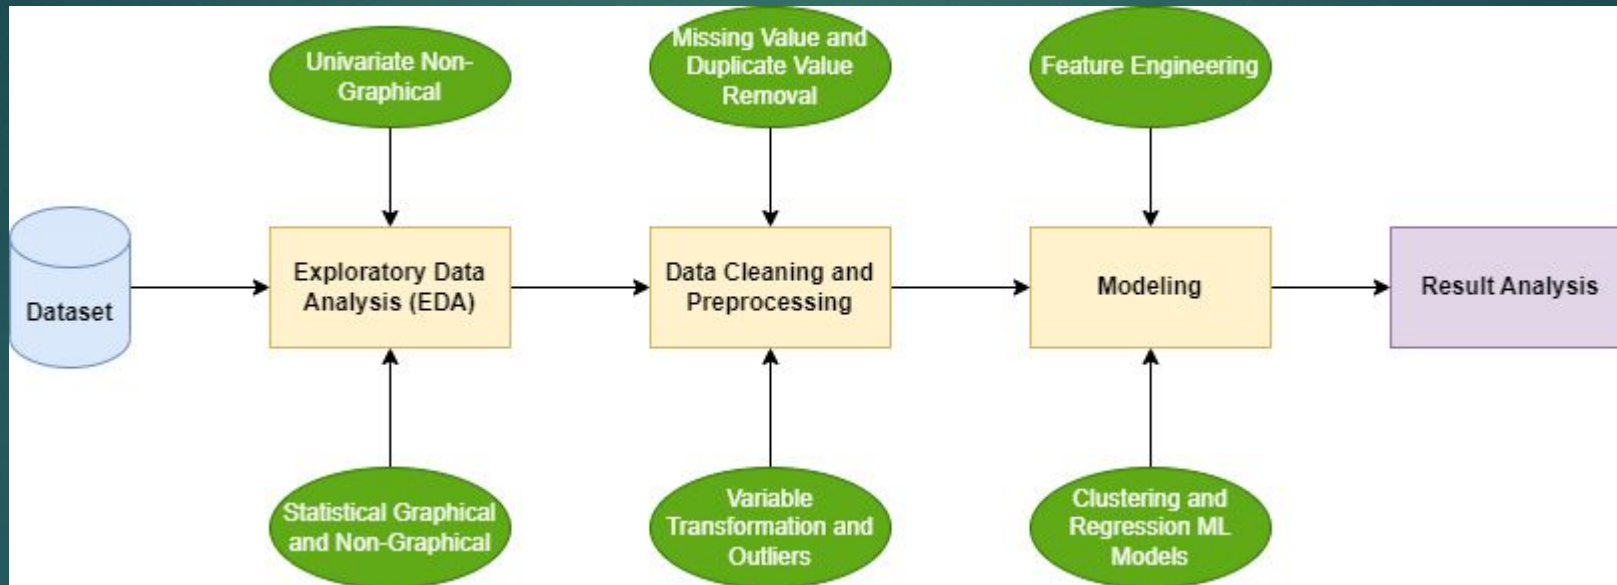 Univariate Non-
Graphical
Missing Value and
Duplicate Value
Removal
Feature Engineering
Dataset
Exploratory Data
Analysis (EDA)
Data Cleaning and
Preprocessing
Modeling
Result Analysis
Statistical Graphical
and Non-Graphical
Variable
Transformation and
Outliers
Clustering and
Regression ML
Models